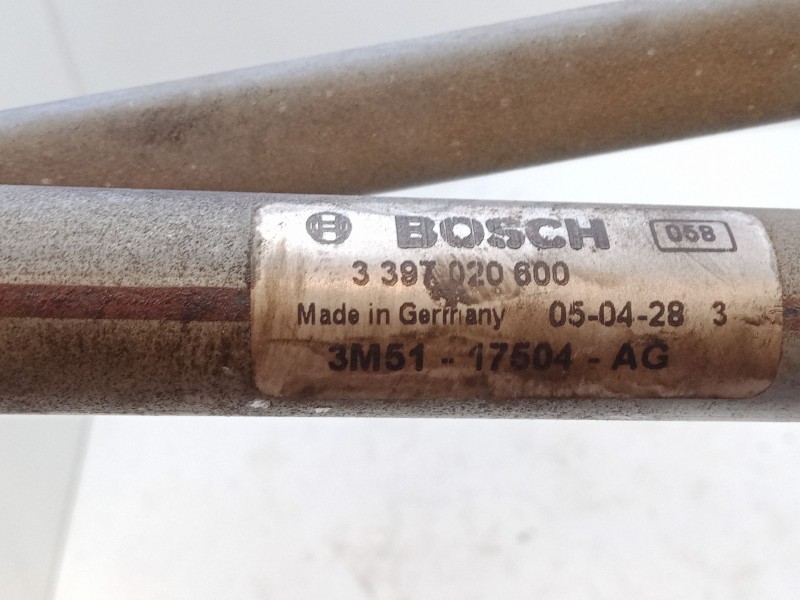 BOSCH 058
3 397 020 600
Made in Germany 05-04-28 3
3M51 - 17504 - AG